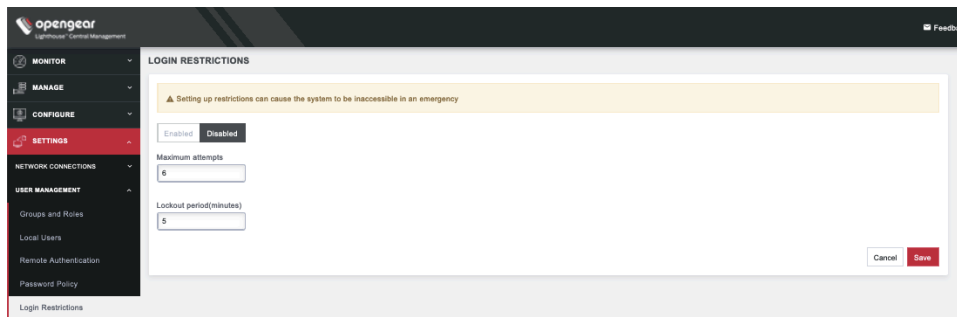 opengear
Lighthouse™ Central Management
Feedba
MONITOR
MANAGE
CONFIGURE
SETTINGS
NETWORK CONNECTIONS
USER MANAGEMENT
Groups and Roles
Local Users
Remote Authentication
Password Policy
Login Restrictions
LOGIN RESTRICTIONS
Setting up restrictions can cause the system to be inaccessible in an emergency
Enabled Disabled
Maximum attempts
6
Lockout period(minutes)
5
Cancel Save